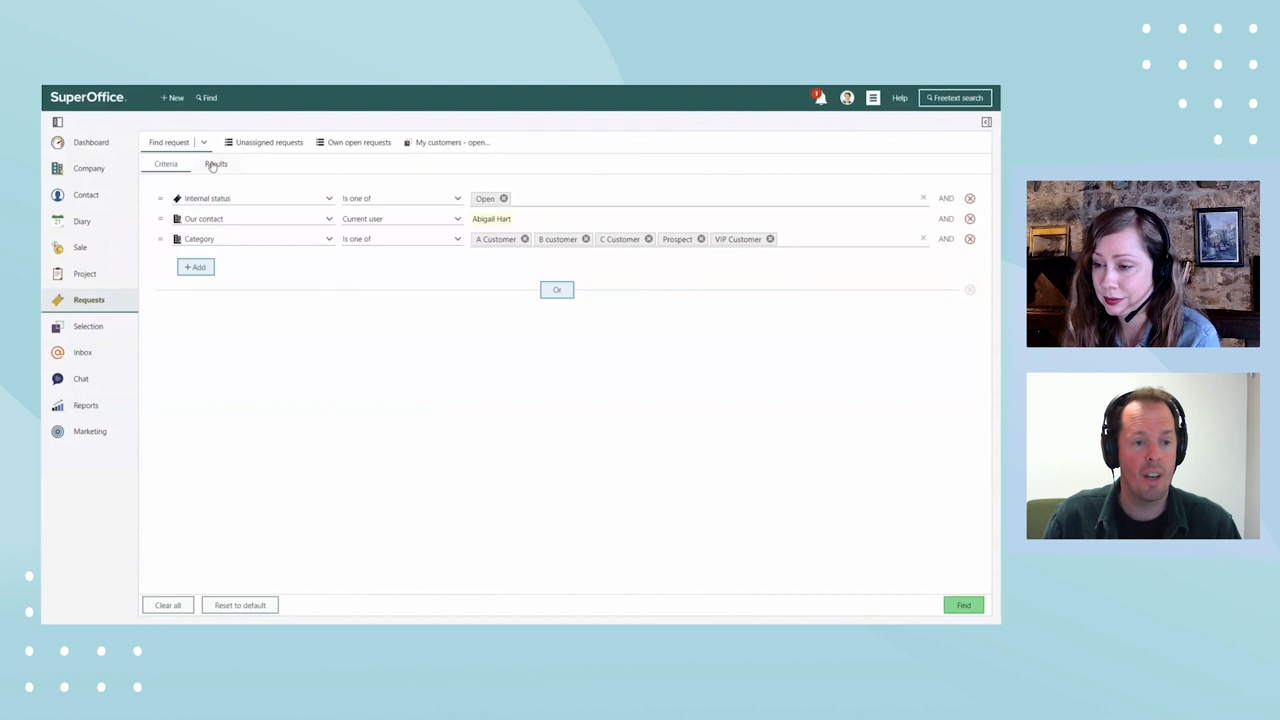 SuperOffice.
+ New
Find
1
Help
Freetext search
Dashboard
Company
Contact
21
Diary
Sale
Project
Requests
Selection
Inbox
Chat
Reports
Marketing
Find request
Unassigned requests
Own open requests
My customers - open...
Criteria
Results
Internal status
Is one of
Open
AND
Our contact
Current user
Abigail Hart
AND
Category
Is one of
A Customer
B customer
C Customer
Prospect
VIP Customer
AND
+ Add
Or
Clear all
Reset to default
Find